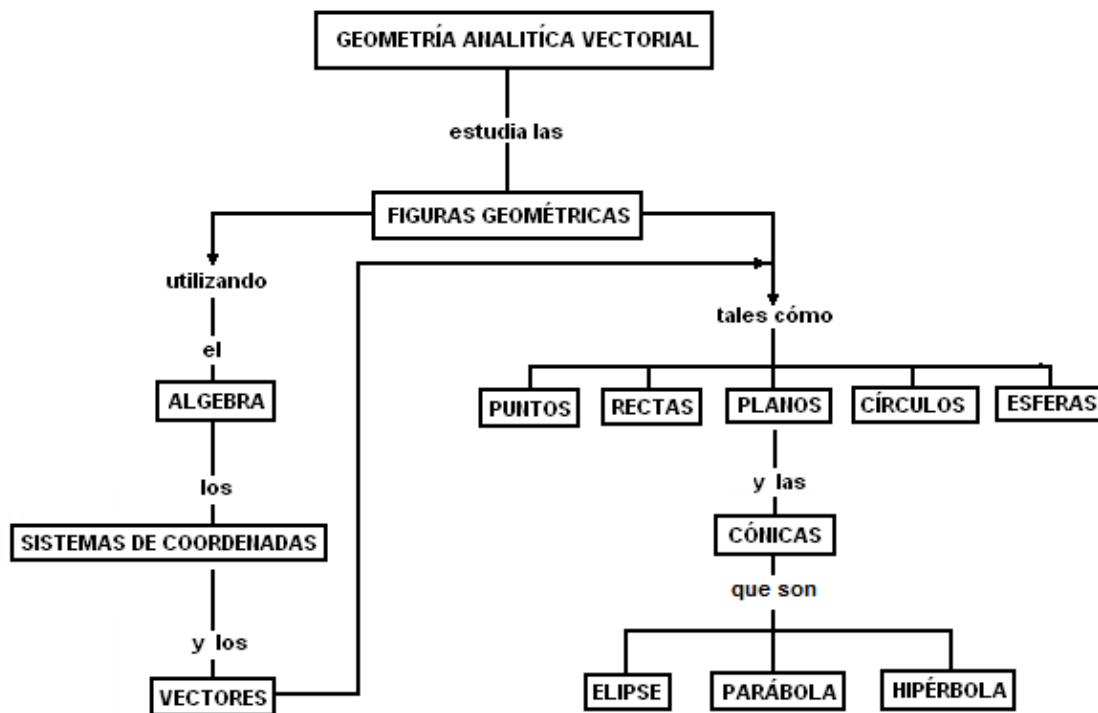 GEOMETRÍA ANALITÍCA VECTORIAL
estudia las
FIGURAS GEOMÉTRICAS
utilizando
el
ALGEBRA
los
SISTEMAS DE COORDENADAS
y los
VECTORES
tales cómo
PUNTOS
RECTAS
PLANOS
CÍRCULOS
ESFERAS
y las
CÓNICAS
que son
ELIPSE
PARÁBOLA
HIPÉRBOLA